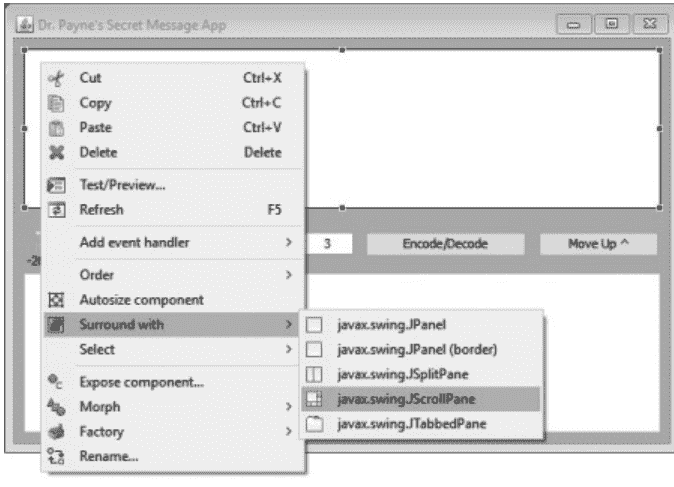 Dr. Payne's Secret Message App
Cut Ctrl+X
Copy Ctrl+C
Paste Ctrl+V
Delete Delete
Test/Preview...
Refresh F5
Add event handler >
3 Encode/Decode Move Up ^
Order >
Autosize component
Surround with >
Select >
Expose component...
Morph >
Factory >
Rename...
javax.swing.JPanel
javax.swing.JPanel (border)
javax.swing.JSplitPane
javax.swing.JScrollPane
javax.swing.JTabbedPane